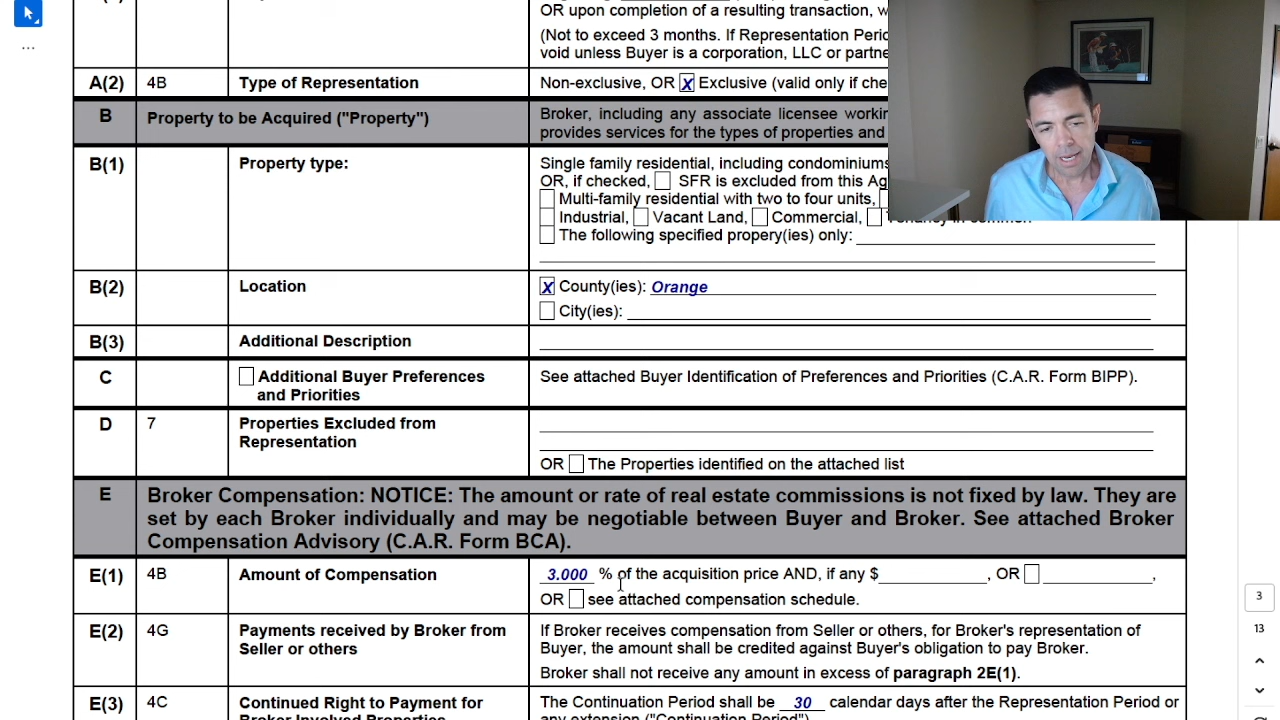 OR upon completion of a resulting transaction, w
(Not to exceed 3 months. If Representation Perio
void unless Buyer is a corporation, LLC or partne
A(2) 4B Type of Representation Non-exclusive, OR X Exclusive (valid only if che
B Property to be Acquired ("Property") Broker, including any associate licensee workin
provides services for the types of properties and
B(1) Property type: Single family residential, including condominiums
OR, if checked, SFR is excluded from this Ag
Multi-family residential with two to four units,
Industrial, Vacant Land, Commercial, Tenancy in common
The following specified propery(ies) only:
B(2) Location X County(ies): Orange
City(ies):
B(3) Additional Description
C Additional Buyer Preferences and Priorities See attached Buyer Identification of Preferences and Priorities (C.A.R. Form BIPP).
D 7 Properties Excluded from Representation
OR The Properties identified on the attached list
E Broker Compensation: NOTICE: The amount or rate of real estate commissions is not fixed by law. They are
set by each Broker individually and may be negotiable between Buyer and Broker. See attached Broker
Compensation Advisory (C.A.R. Form BCA).
E(1) 4B Amount of Compensation 3.000 % of the acquisition price AND, if any $ , OR ,
OR see attached compensation schedule.
E(2) 4G Payments received by Broker from Seller or others If Broker receives compensation from Seller or others, for Broker's representation of
Buyer, the amount shall be credited against Buyer's obligation to pay Broker.
Broker shall not receive any amount in excess of paragraph 2E(1).
E(3) 4C Continued Right to Payment for Broker Involved Properties The Continuation Period shall be 30 calendar days after the Representation Period or
any extension ("Continuation Period").
3
13